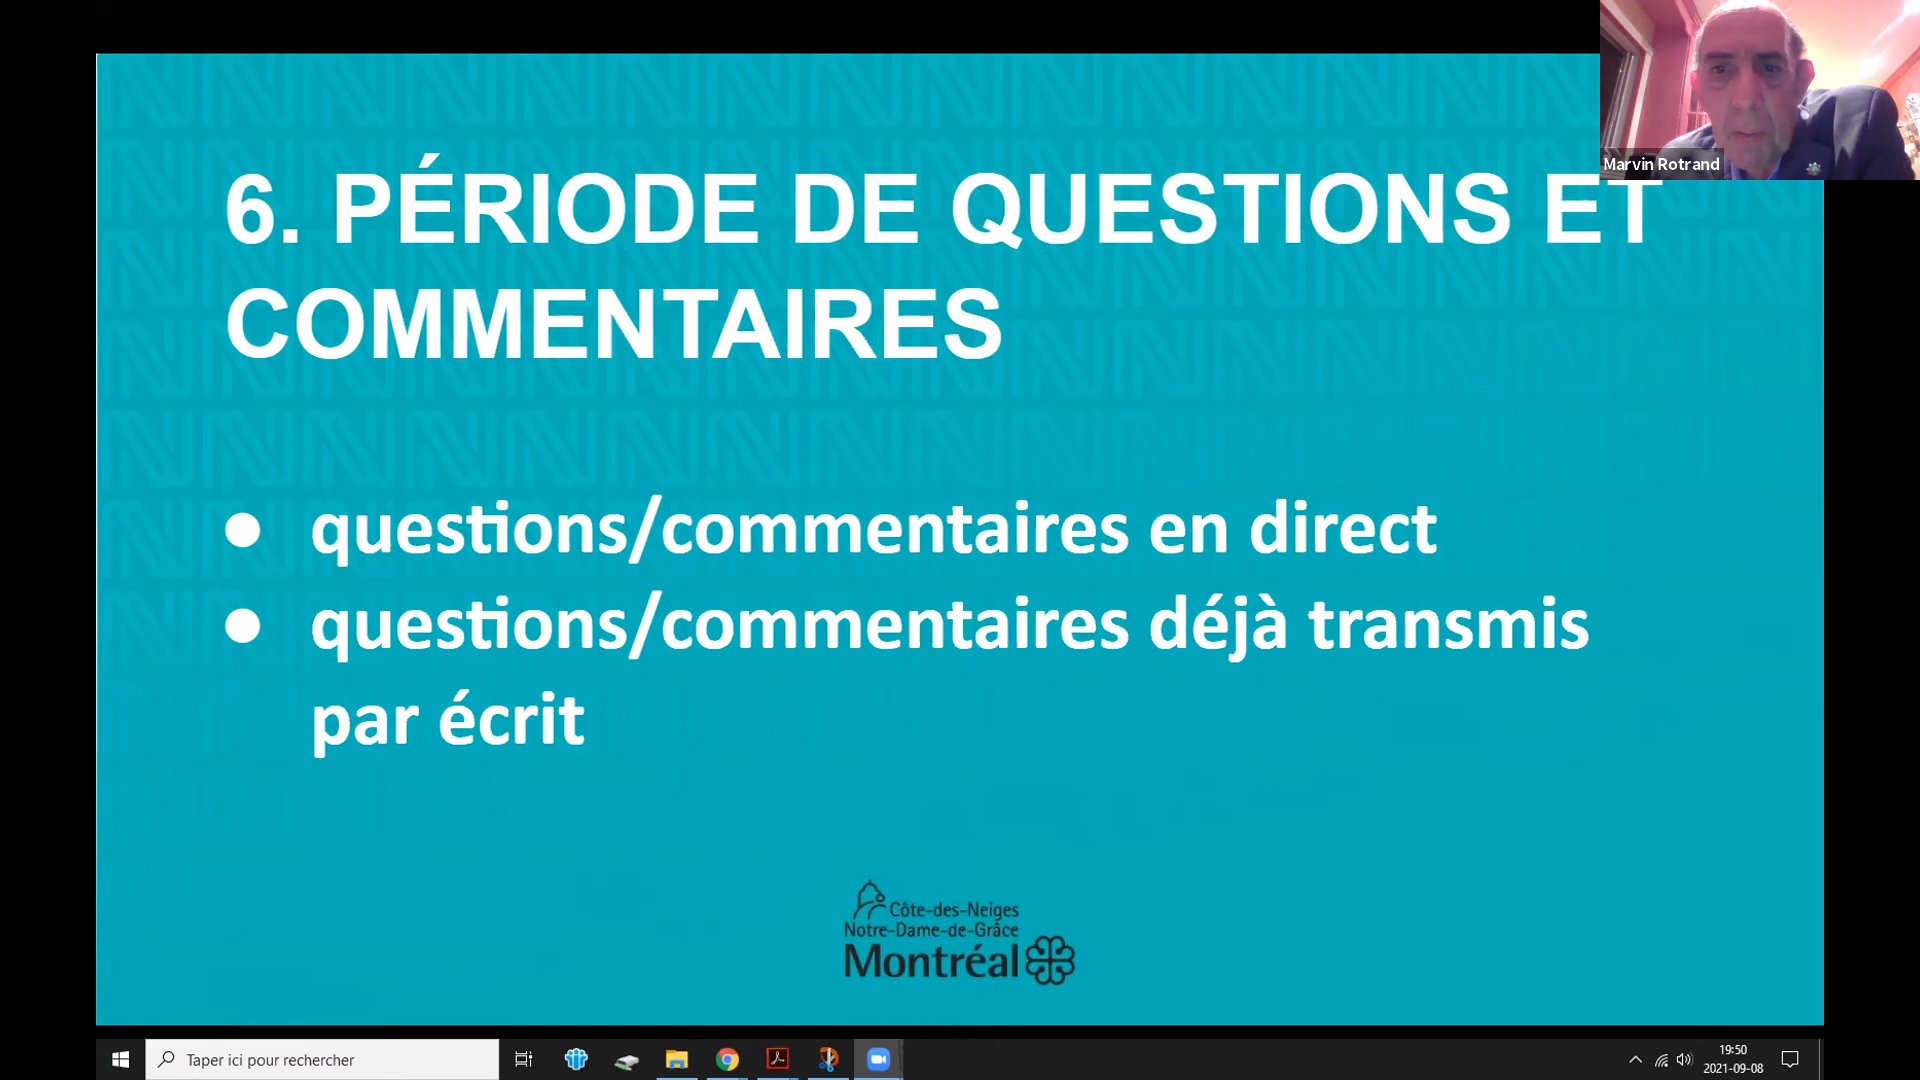 Marvin Rotrand
6. PÉRIODE DE QUESTIONS ET
COMMENTAIRES
● questions/commentaires en direct
● questions/commentaires déjà transmis
par écrit
Côte-des-Neiges
Notre-Dame-de-Grâce
Montréal
Taper ici pour rechercher
19:50
2021-09-08